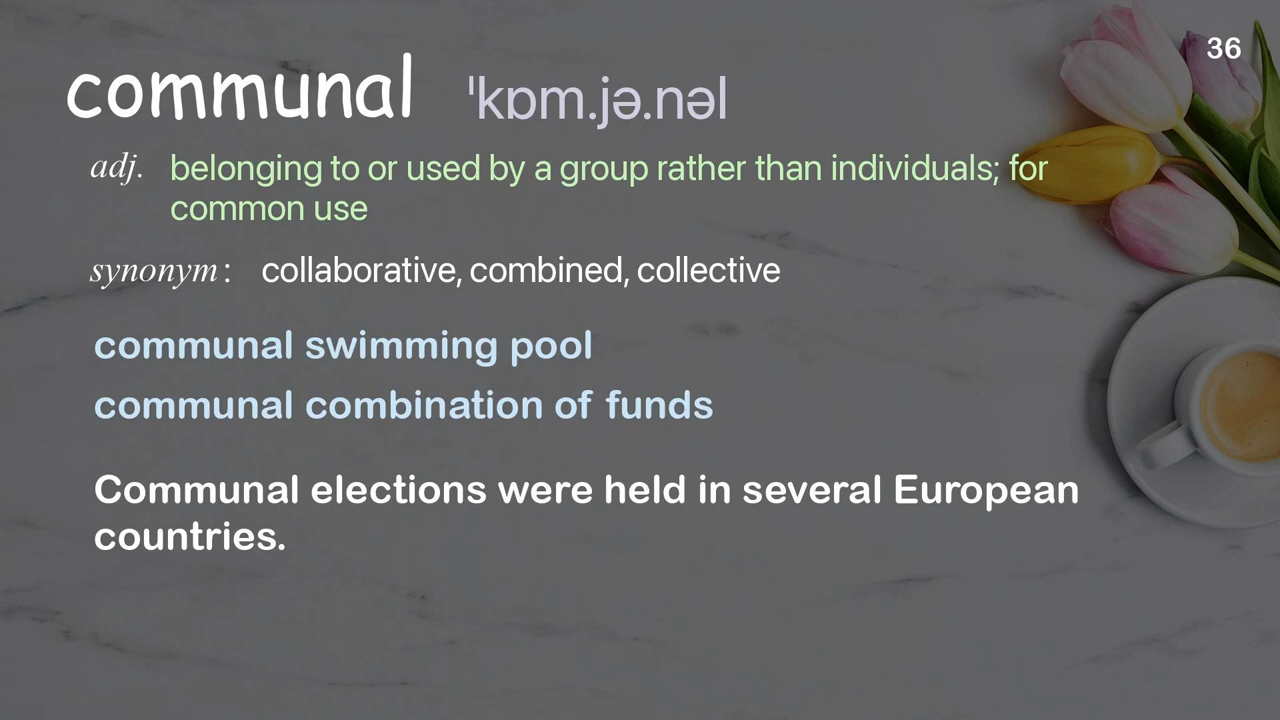 36
communal ˈkɒm.jə.nəl
adj. belonging to or used by a group rather than individuals; for
common use
synonym: collaborative, combined, collective
communal swimming pool
communal combination of funds
Communal elections were held in several European
countries.